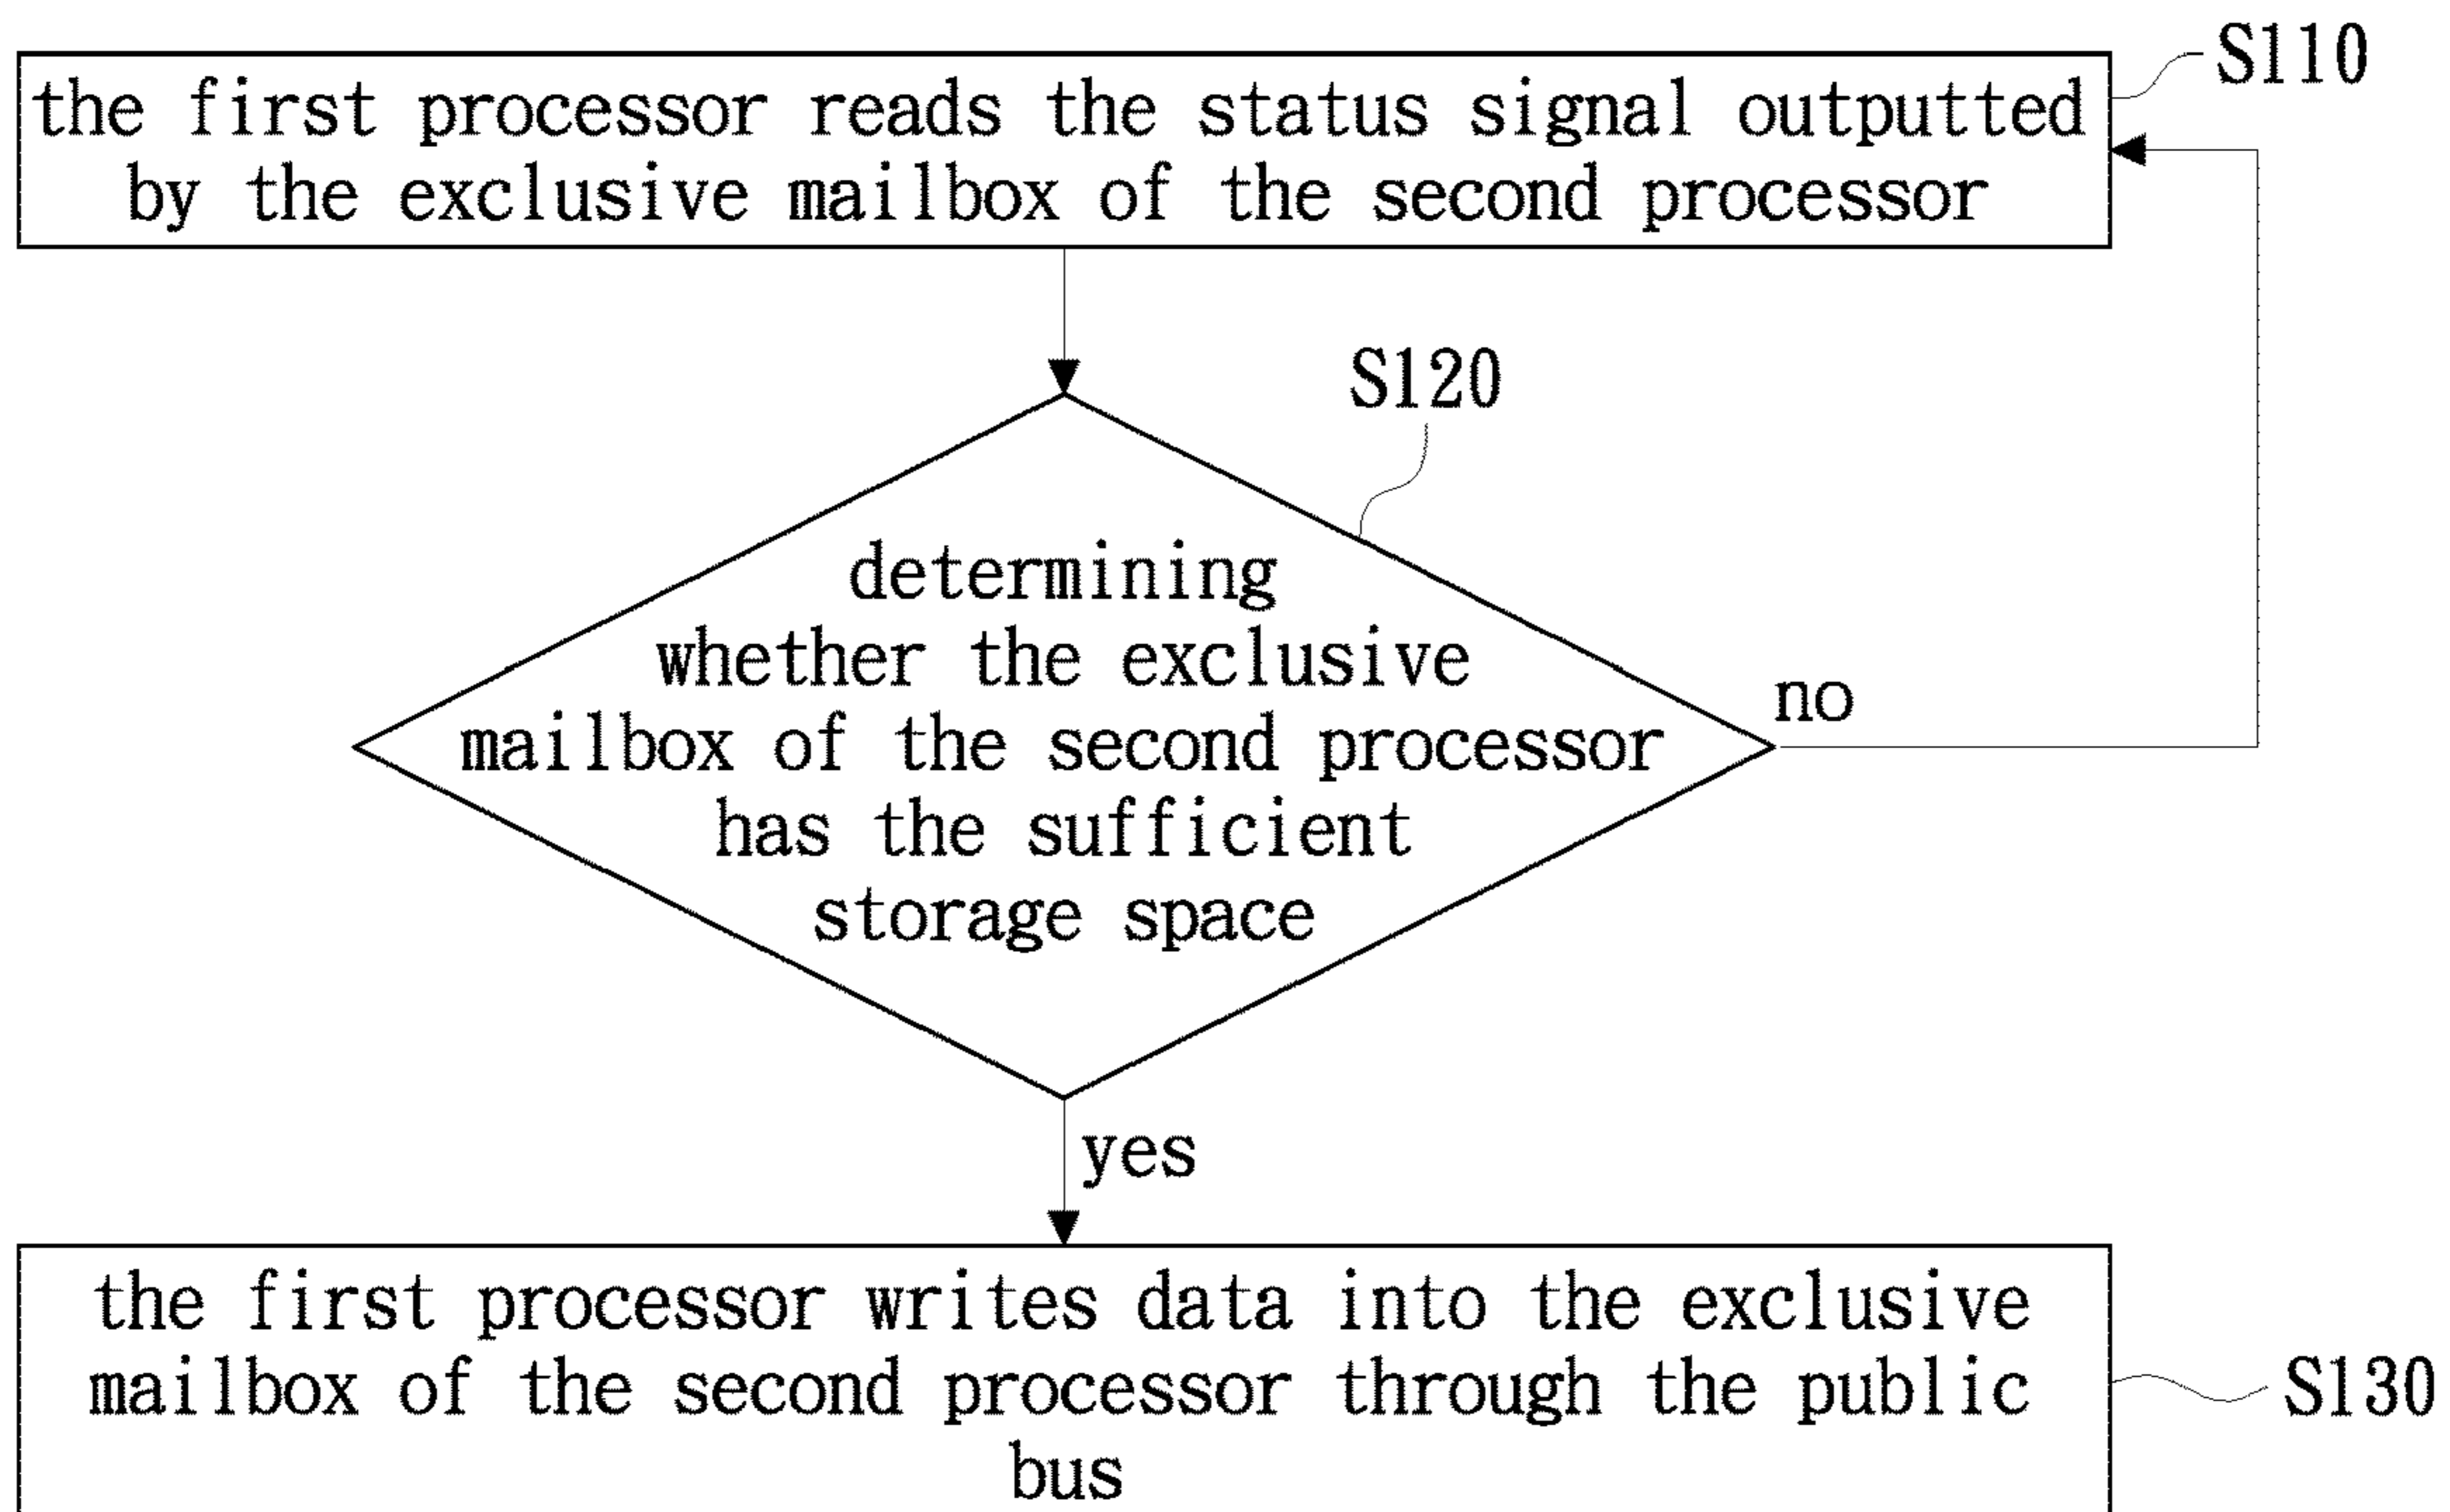 S110
the first processor reads the status signal outputted
by the exclusive mailbox of the second processor
S120
determining
whether the exclusive
mailbox of the second processor
has the sufficient
storage space
no
yes
the first processor writes data into the exclusive
mailbox of the second processor through the public
bus
S130